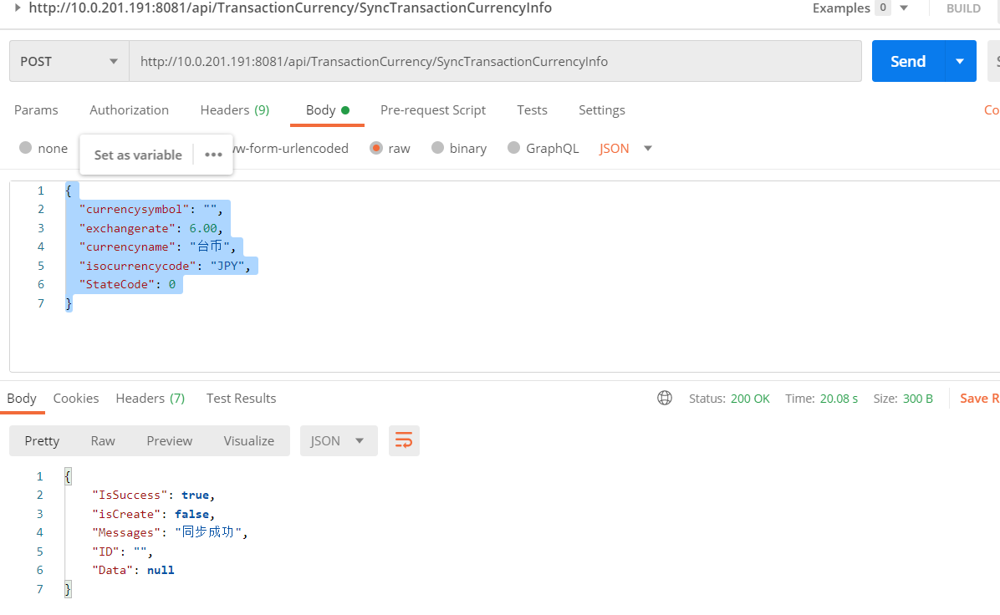 http://10.0.201.191:8081/api/TransactionCurrency/SyncTransactionCurrencyInfo Examples 0 BUILD
POST http://10.0.201.191:8081/api/TransactionCurrency/SyncTransactionCurrencyInfo Send
Params Authorization Headers (9) Body Pre-request Script Tests Settings Co
none Set as variable ••• w-form-urlencoded raw binary GraphQL JSON
1 {
2 "currencysymbol": "",
3 "exchangerate": 6.00,
4 "currencyname": "台币",
5 "isocurrencycode": "JPY",
6 "StateCode": 0
7 }
Body Cookies Headers (7) Test Results Status: 200 OK Time: 20.08 s Size: 300 B Save R
Pretty Raw Preview Visualize JSON
1 {
2 "IsSuccess": true,
3 "isCreate": false,
4 "Messages": "同步成功",
5 "ID": "",
6 "Data": null
7 }